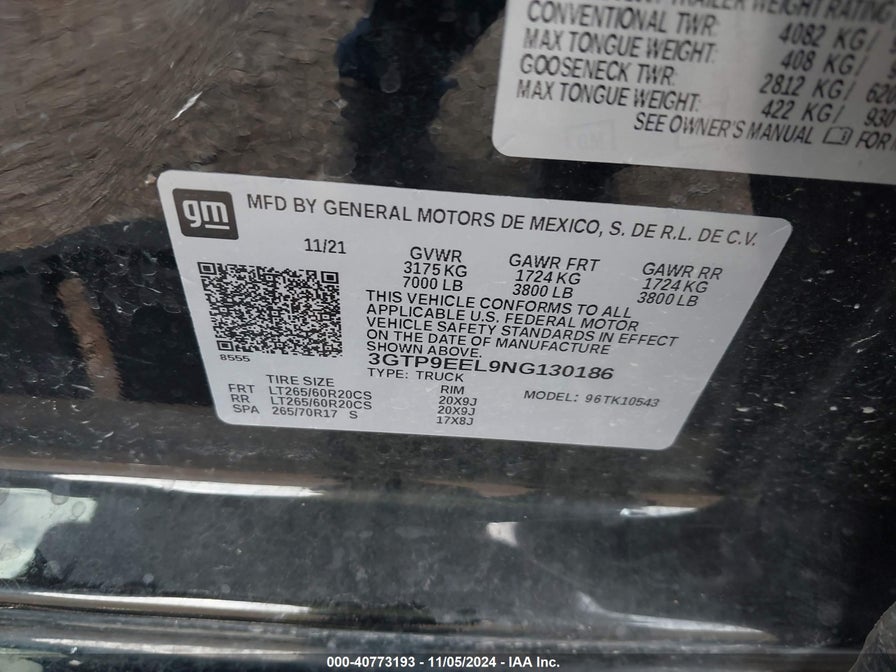 TRAILER WEIGHT RATING
CONVENTIONAL TWR: 4082 KG/
MAX TONGUE WEIGHT: 408 KG/
GOOSENECK TWR: 2812 KG/
MAX TONGUE WEIGHT: 422 KG/ 930
SEE OWNER'S MANUAL FOR
gm
MFD BY GENERAL MOTORS DE MEXICO, S. DE R.L. DE C.V.
11/21 GVWR GAWR FRT GAWR RR
3175 KG 1724 KG 1724 KG
7000 LB 3800 LB 3800 LB
THIS VEHICLE CONFORMS TO ALL
APPLICABLE U.S. FEDERAL MOTOR
VEHICLE SAFETY STANDARDS IN EFFECT
ON THE DATE OF MANUFACTURE
SHOWN ABOVE.
8555
3GTP9EEL9NG130186
TYPE: TRUCK
MODEL: 96TK10543
TIRE SIZE RIM
FRT LT265/60R20CS 20X9J
RR LT265/60R20CS 20X9J
SPA 265/70R17 S 17X8J
000-40773193 - 11/05/2024 - IAA Inc.